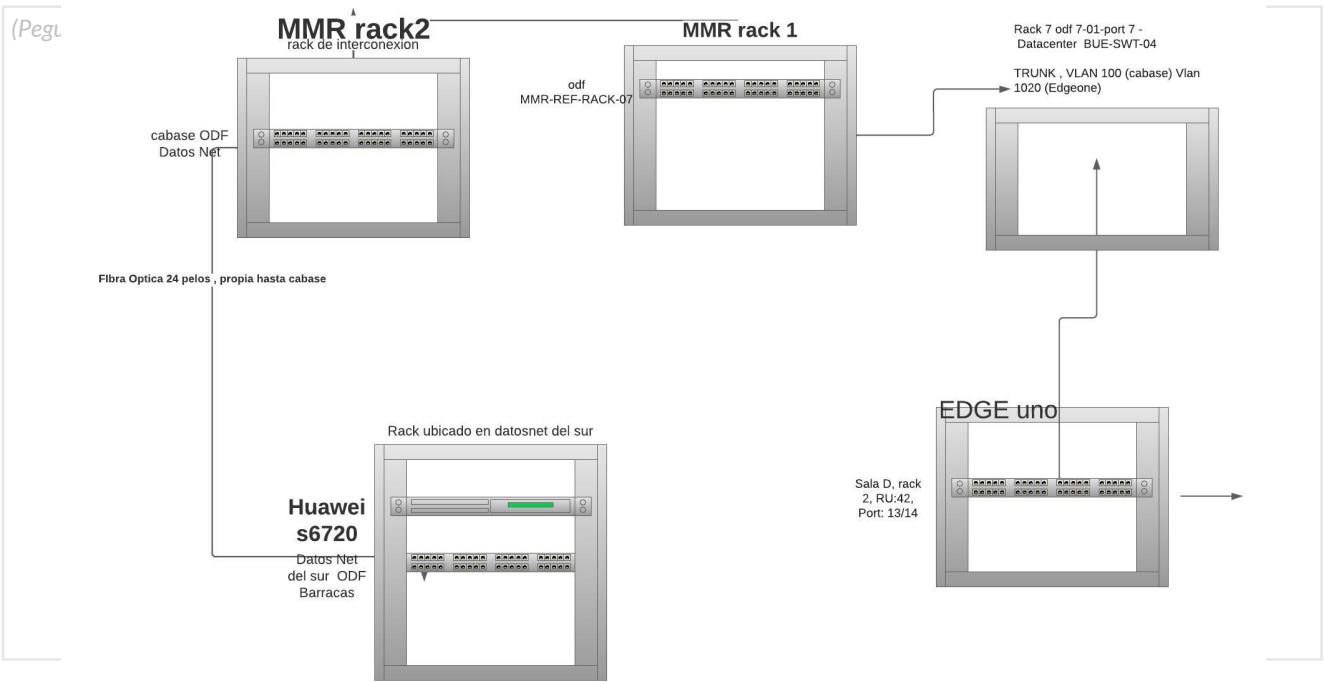 (Pegu
MMR rack2
rack de interconexion
MMR rack 1
Rack 7 odf 7-01-port 7 -
Datacenter BUE-SWT-04
TRUNK , VLAN 100 (cabase) Vlan
1020 (Edgeone)
odf
MMR-REF-RACK-07
cabase ODF
Datos Net
FIbra Optica 24 pelos , propia hasta cabase
Rack ubicado en datosnet del sur
EDGE uno
Huawei
s6720
Datos Net
del sur ODF
Barracas
Sala D, rack
2, RU:42,
Port: 13/14